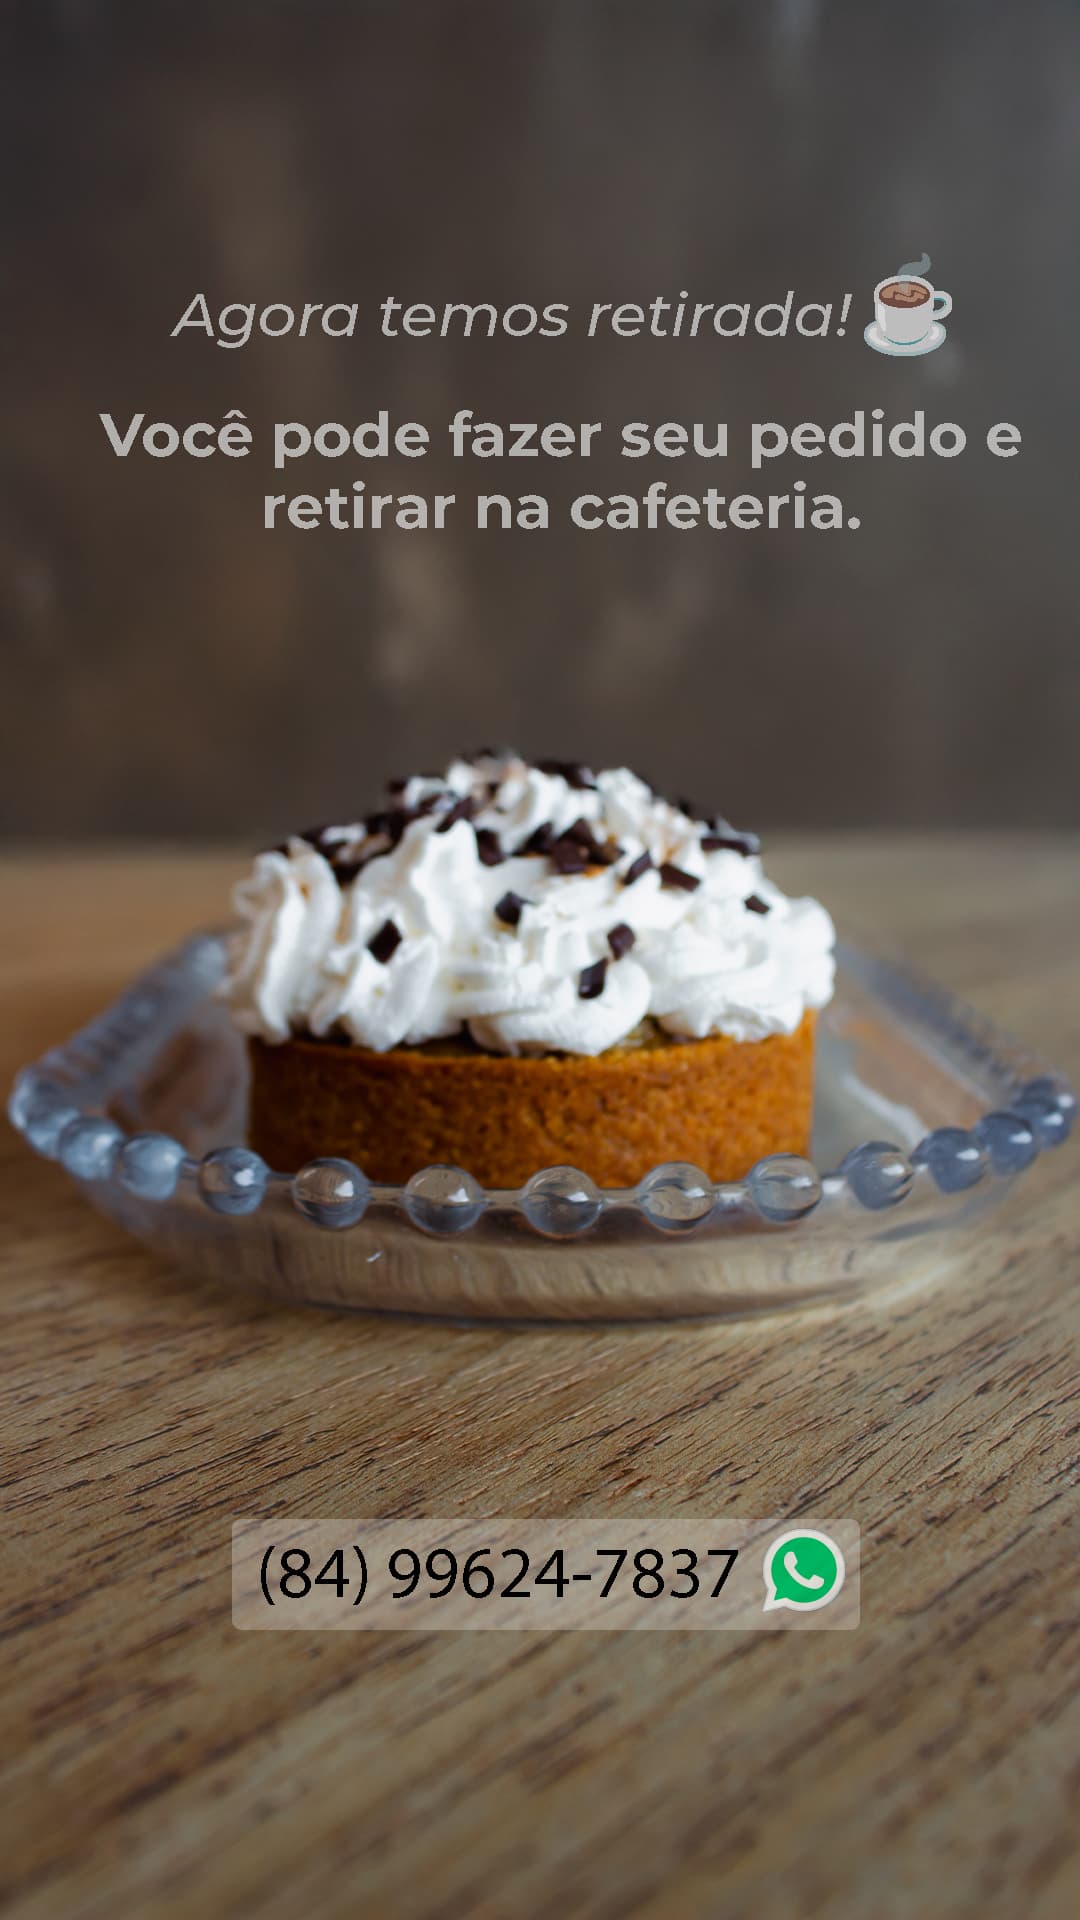 Agora temos retirada!
Você pode fazer seu pedido e
retirar na cafeteria.
(84) 99624-7837